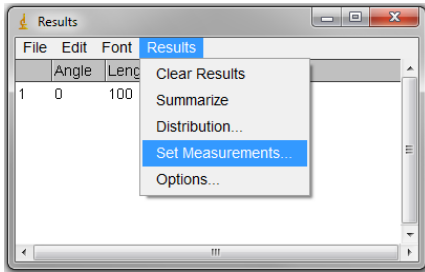 Results
File Edit Font Results
Angle Leng
1 0 100
Clear Results
Summarize
Distribution...
Set Measurements...
Options...